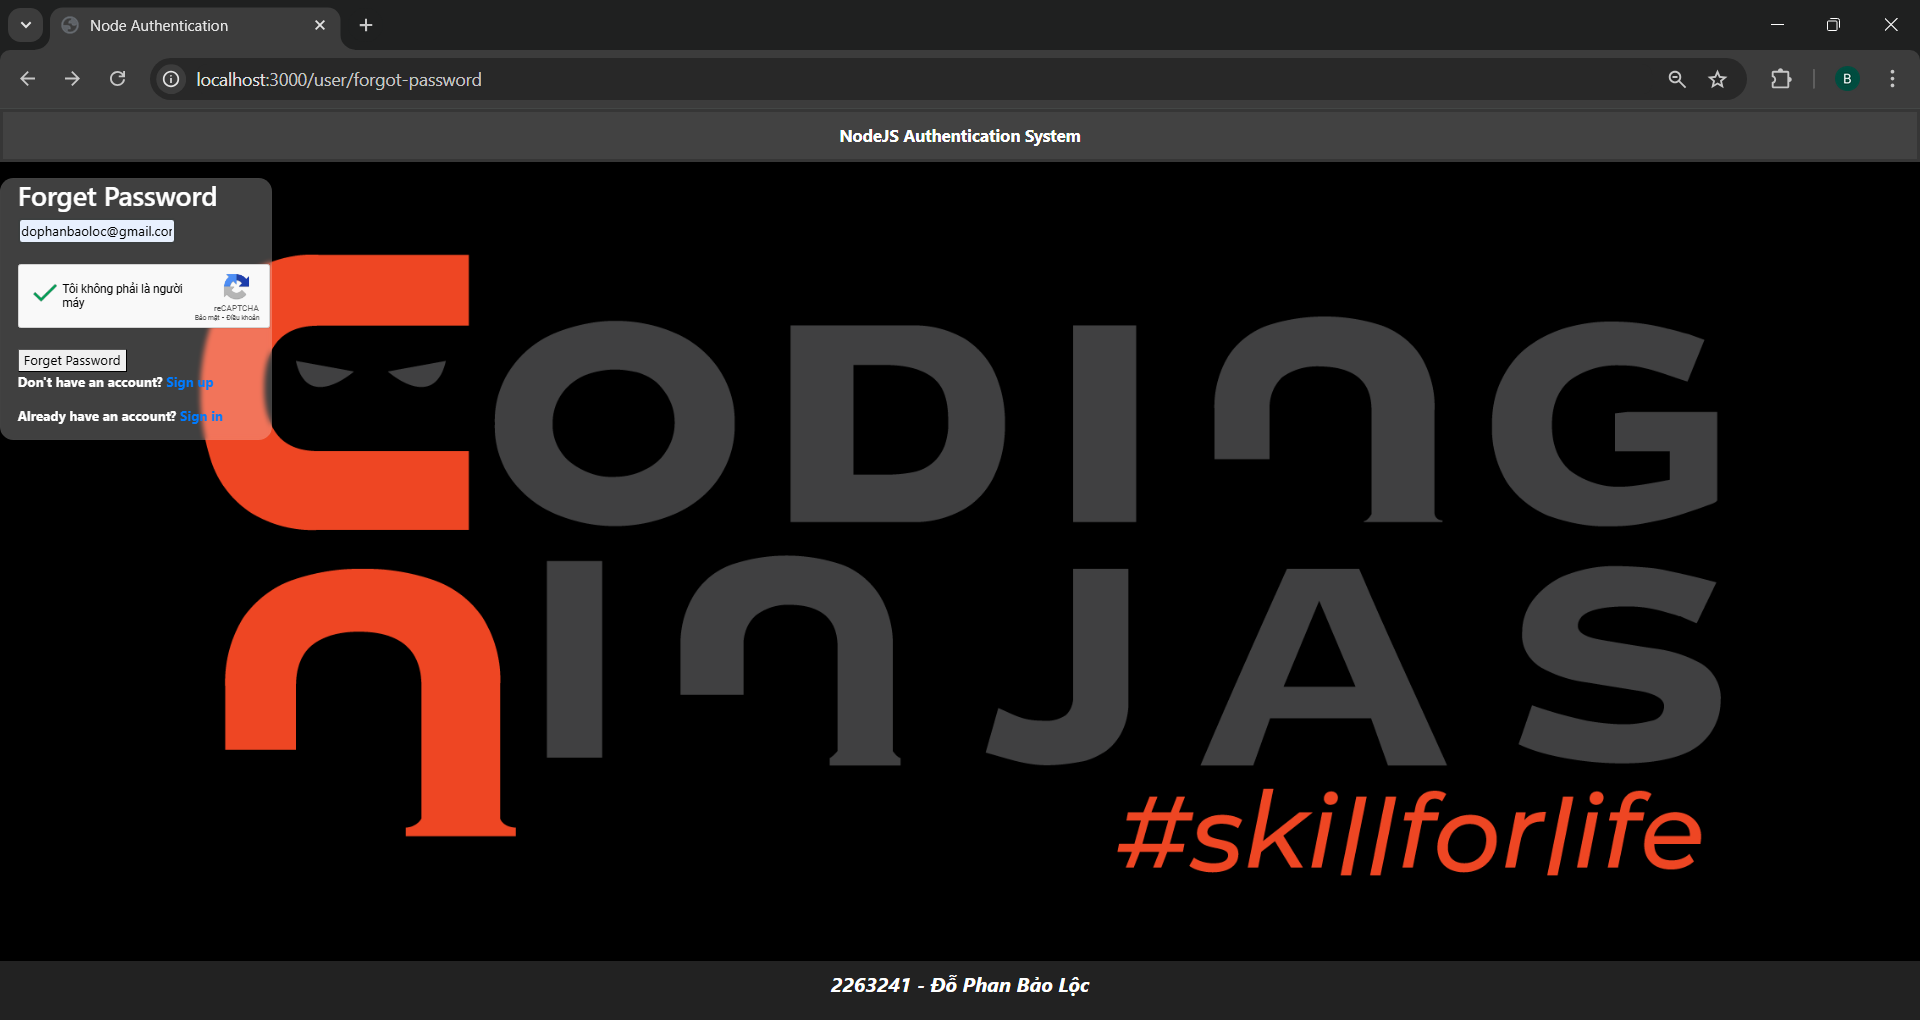 Node Authentication
localhost:3000/user/forgot-password
B
NodeJS Authentication System
Forget Password
dophanbaoloc@gmail.cor
Tôi không phải là người
máy
reCAPTCHA
Bảo mật - Điều khoản
Forget Password
Don't have an account? Sign up
Already have an account? Sign in
CODING
NINJAS
#skillforlife
2263241 - Đỗ Phan Bảo Lộc